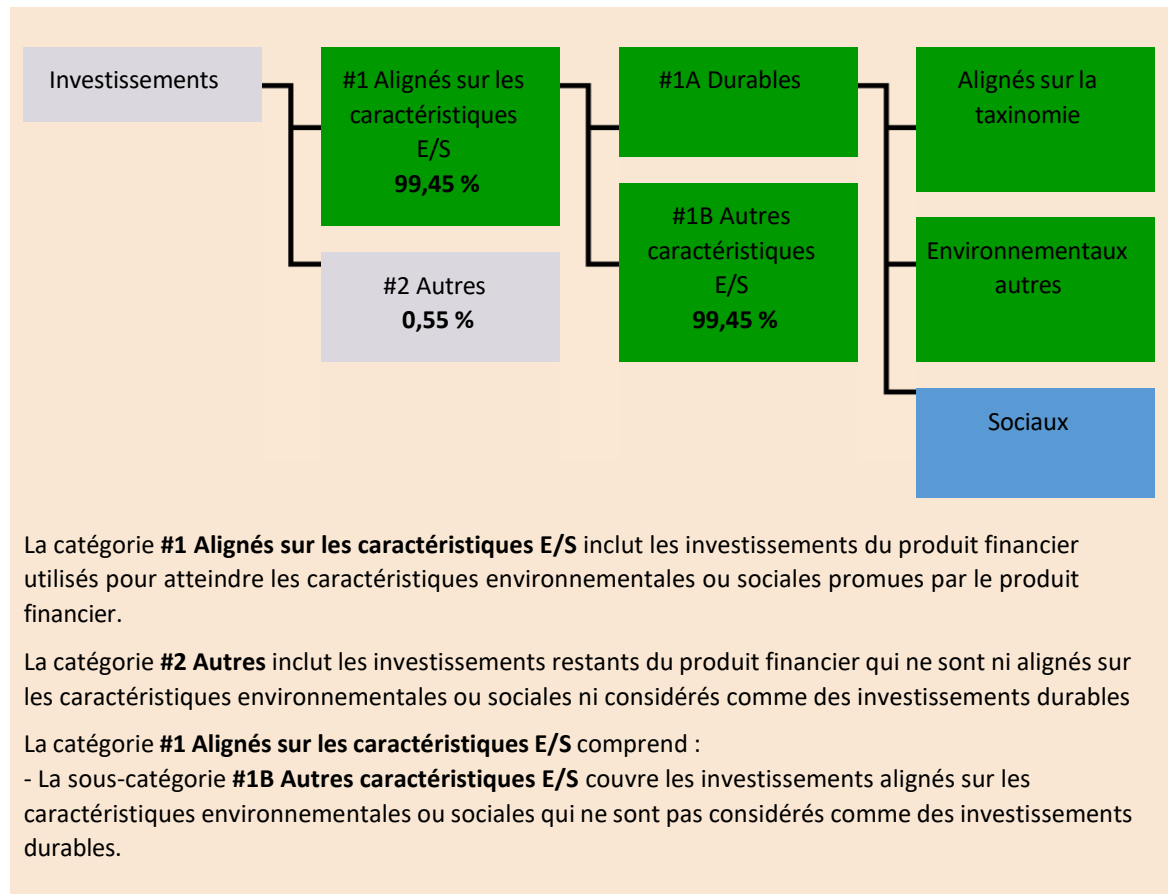 Investissements
#1 Alignés sur les
caractéristiques
E/S
99,45 %
#2 Autres
0,55 %
#1A Durables
#1B Autres
caractéristiques
E/S
99,45 %
Alignés sur la
taxinomie
Environnementaux
autres
Sociaux
La catégorie #1 Alignés sur les caractéristiques E/S inclut les investissements du produit financier
utilisés pour atteindre les caractéristiques environnementales ou sociales promues par le produit
financier.
La catégorie #2 Autres inclut les investissements restants du produit financier qui ne sont ni alignés sur
les caractéristiques environnementales ou sociales ni considérés comme des investissements durables
La catégorie #1 Alignés sur les caractéristiques E/S comprend :
- La sous-catégorie #1B Autres caractéristiques E/S couvre les investissements alignés sur les
caractéristiques environnementales ou sociales qui ne sont pas considérés comme des investissements
durables.